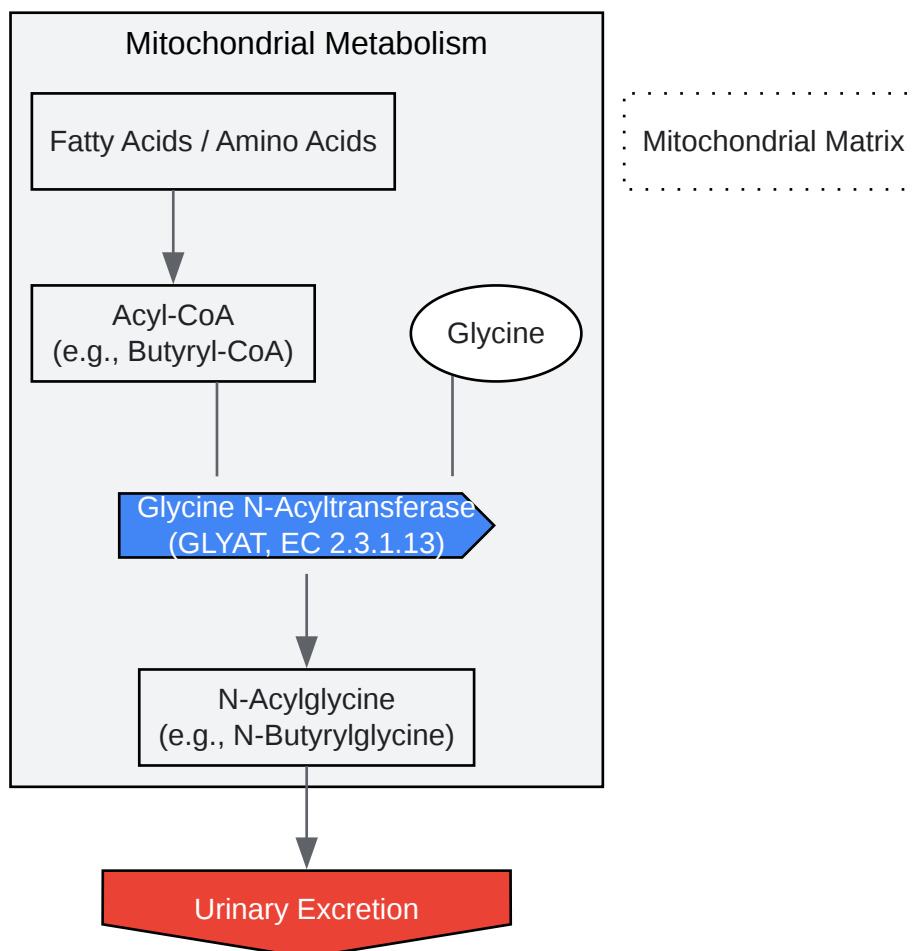 Mitochondrial Metabolism
Fatty Acids / Amino Acids
Mitochondrial Matrix
Acyl-CoA
(e.g., Butyryl-CoA)
Glycine
Glycine N-Acyltransferase
(GLYAT, EC 2.3.1.13)
N-Acylglycine
(e.g., N-Butyrylglycine)
Urinary Excretion